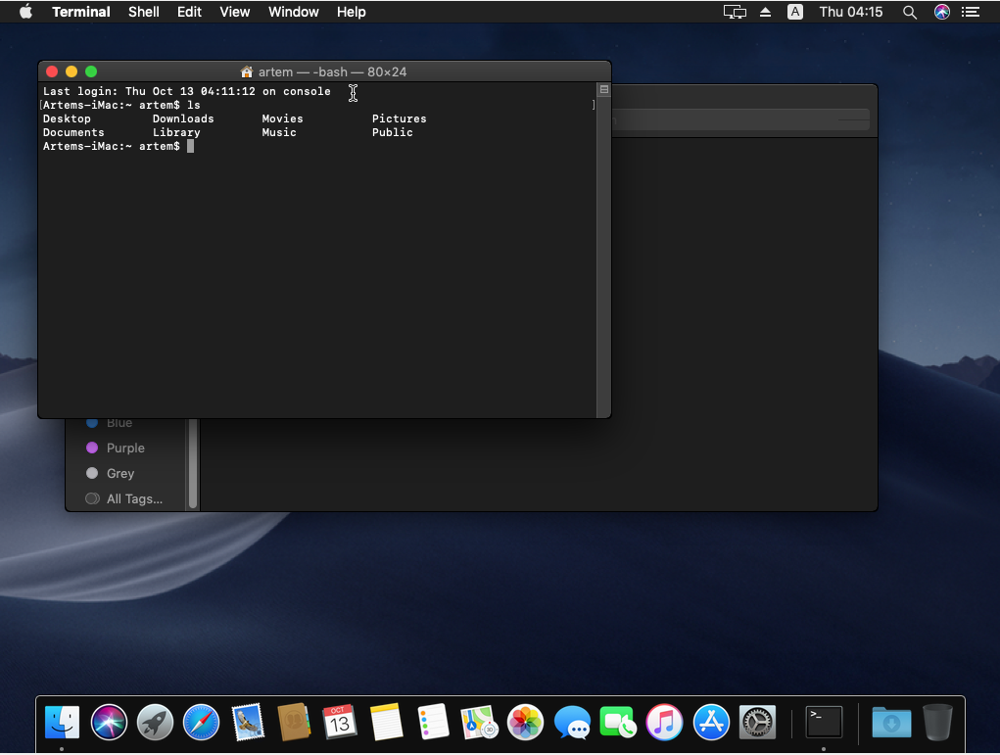 Terminal Shell Edit View Window Help A Thu 04:15
artem — -bash — 80×24
Last login: Thu Oct 13 04:11:12 on console
[Artems-iMac:~ artem$ ls ]
Desktop Downloads Movies Pictures
Documents Library Music Public
Artems-iMac:~ artem$
Blue
Purple
Grey
All Tags...
OCT
13
3D
>_